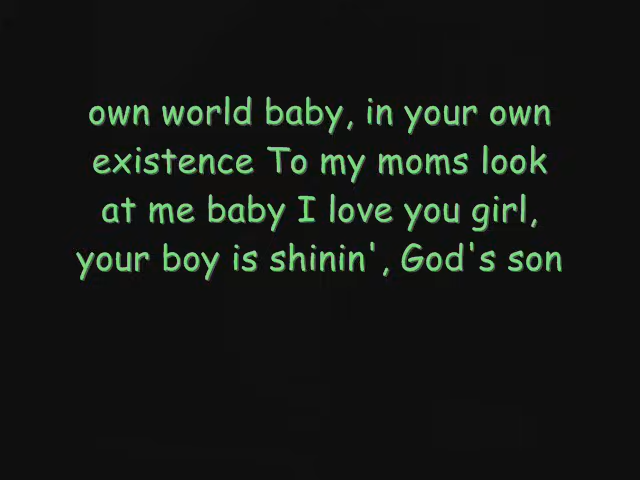 own world baby, in your own
existence To my moms look
at me baby I love you girl,
your boy is shinin', God's son